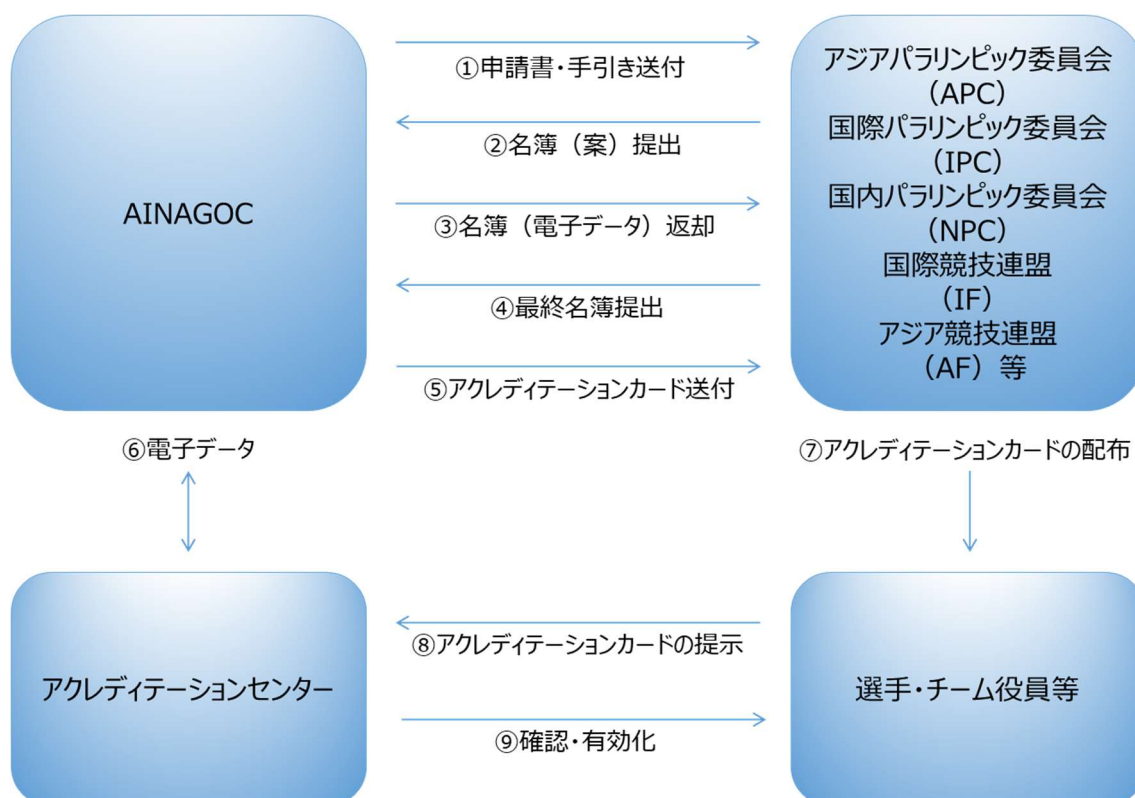 AINAGOC
①申請書・手引き送付
②名簿（案）提出
③名簿（電子データ）返却
④最終名簿提出
⑤アクレディテーションカード送付
アジアパラリンピック委員会
（APC）
国際パラリンピック委員会
（IPC）
国内パラリンピック委員会
（NPC）
国際競技連盟
（IF）
アジア競技連盟
（AF）等
⑥電子データ
⑦アクレディテーションカードの配布
アクレディテーションセンター
⑧アクレディテーションカードの提示
⑨確認・有効化
選手・チーム役員等